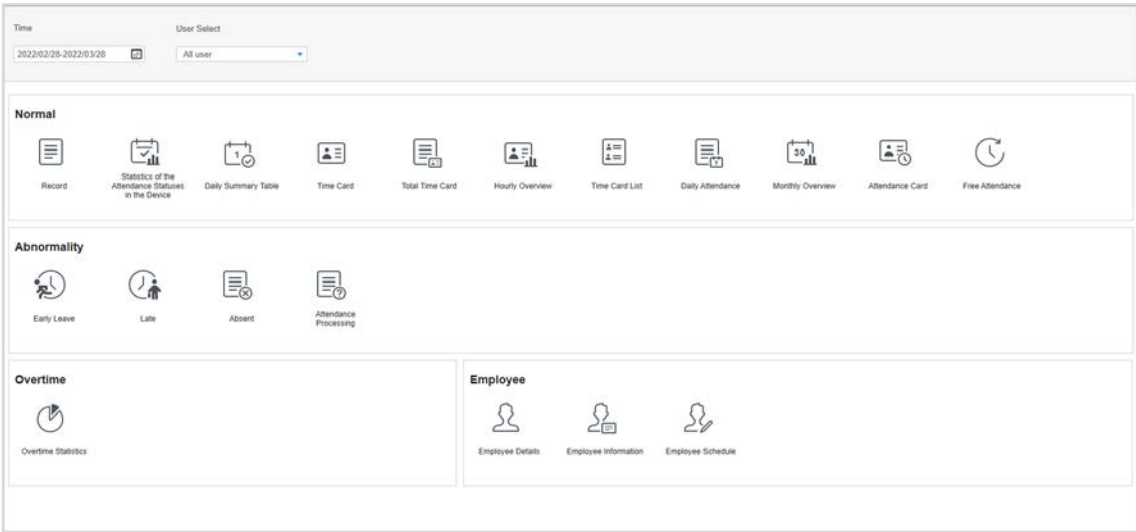 Time
User Select
2022/02/28-2022/03/28
All user
Normal
Record
Statistics of the
Attendance Statuses
in the Device
Daily Summary Table
Time Card
Total Time Card
Hourly Overview
Time Card List
Daily Attendance
Monthly Overview
Attendance Card
Free Attendance
Abnormality
Early Leave
Late
Absent
Attendance
Processing
Overtime
Overtime Statistics
Employee
Employee Details
Employee Information
Employee Schedule